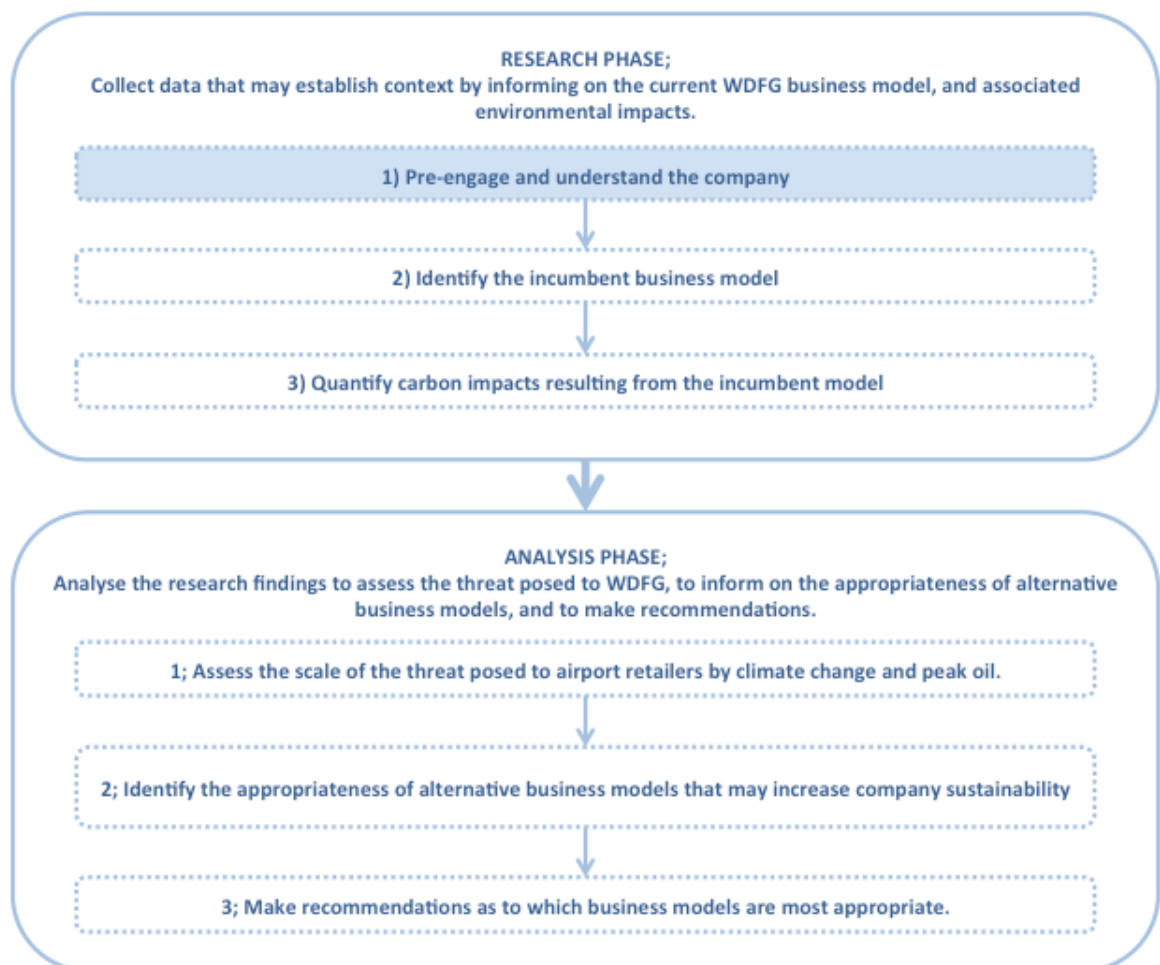 RESEARCH PHASE;
Collect data that may establish context by informing on the current WDFG business model, and associated
environmental impacts.
1) Pre-engage and understand the company
2) Identify the incumbent business model
3) Quantify carbon impacts resulting from the incumbent model
ANALYSIS PHASE;
Analyse the research findings to assess the threat posed to WDFG, to inform on the appropriateness of alternative
business models, and to make recommendations.
1; Assess the scale of the threat posed to airport retailers by climate change and peak oil.
2; Identify the appropriateness of alternative business models that may increase company sustainability
3; Make recommendations as to which business models are most appropriate.